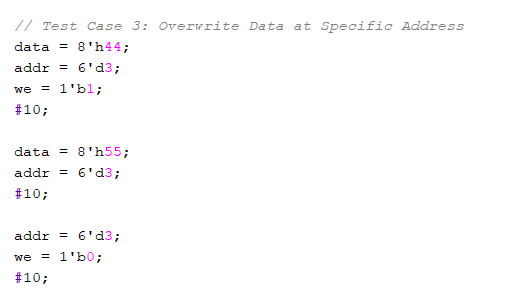 // Test Case 3: Overwrite Data at Specific Address
data = 8'h44;
addr = 6'd3;
we = 1'b1;
#10;
data = 8'h55;
addr = 6'd3;
#10;
addr = 6'd3;
we = 1'b0;
#10;